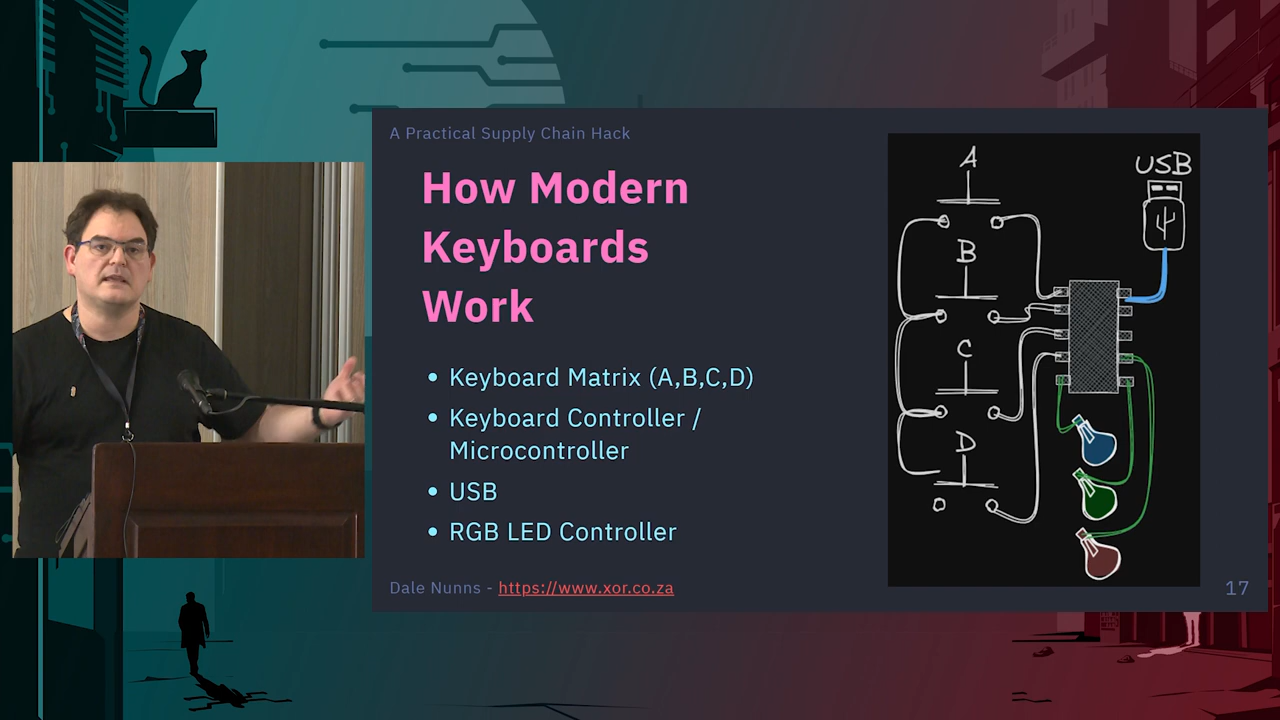 A Practical Supply Chain Hack
How Modern
Keyboards
Work
• Keyboard Matrix (A,B,C,D)
• Keyboard Controller /
Microcontroller
• USB
• RGB LED Controller
A
B
C
D
USB
Dale Nunns - https://www.xor.co.za
17